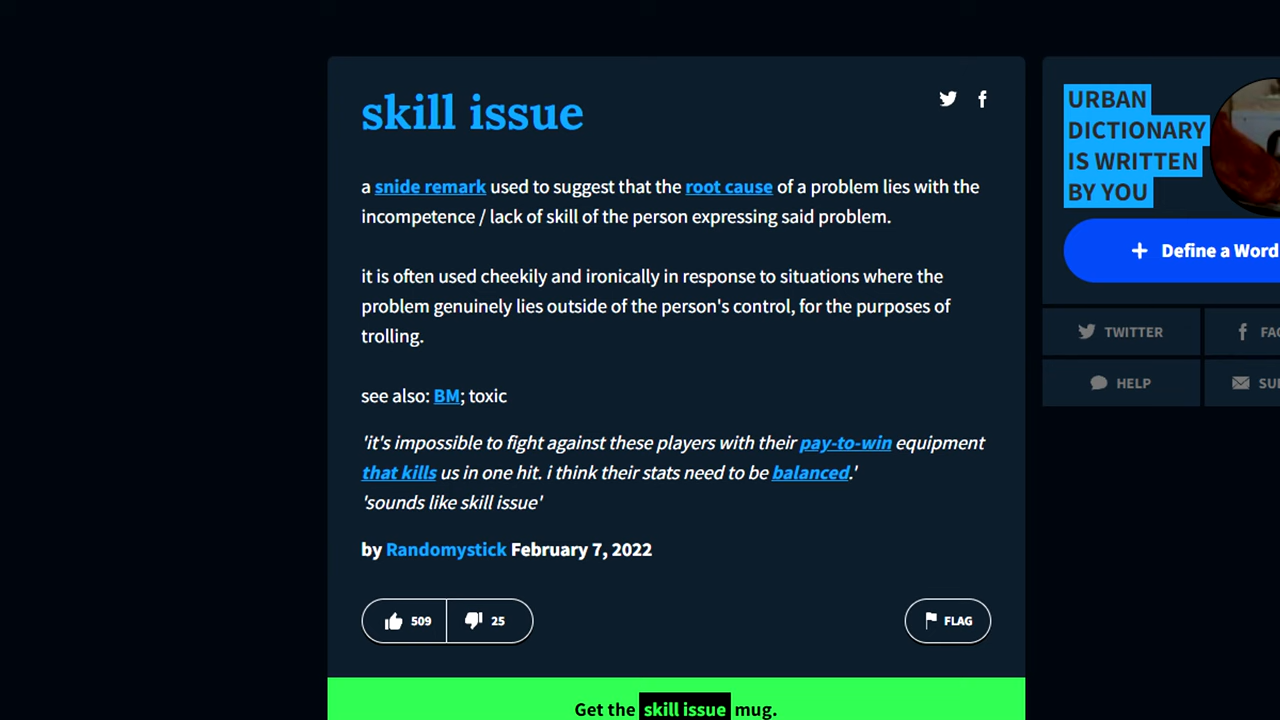 skill issue
a snide remark used to suggest that the root cause of a problem lies with the
incompetence / lack of skill of the person expressing said problem.
it is often used cheekily and ironically in response to situations where the
problem genuinely lies outside of the person's control, for the purposes of
trolling.
see also: BM; toxic
'it's impossible to fight against these players with their pay-to-win equipment
that kills us in one hit. i think their stats need to be balanced.'
'sounds like skill issue'
by Randomystick February 7, 2022
509
25
FLAG
Get the skill issue mug.
URBAN
DICTIONARY
IS WRITTEN
BY YOU
+ Define a Word
TWITTER
HELP